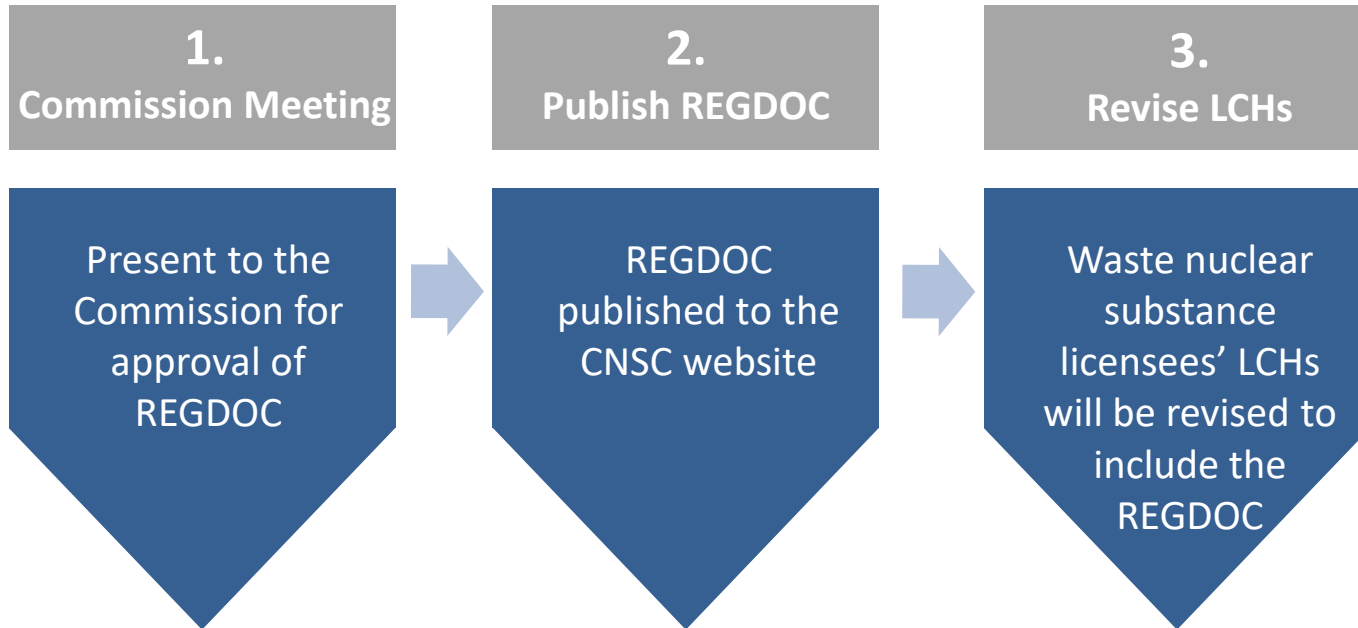 1.
Commission Meeting
Present to the
Commission for
approval of
REGDOC
2.
Publish REGDOC
REGDOC
published to the
CNSC website
3.
Revise LCHs
Waste nuclear
substance
licensees’ LCHs
will be revised to
include the
REGDOC